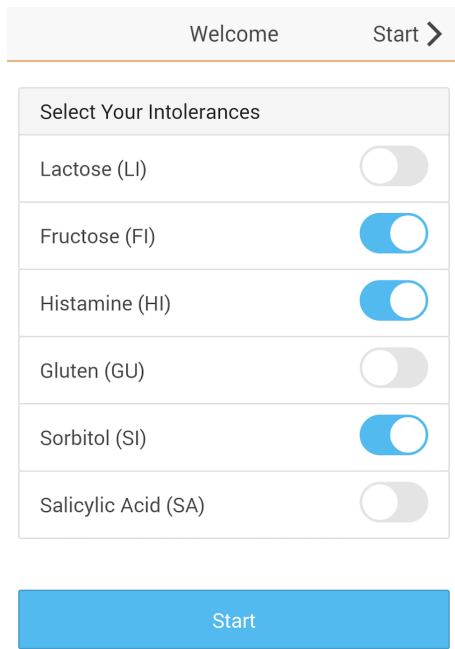 Welcome Start
Select Your Intolerances
Lactose (LI)
Fructose (FI)
Histamine (HI)
Gluten (GU)
Sorbitol (SI)
Salicylic Acid (SA)
Start